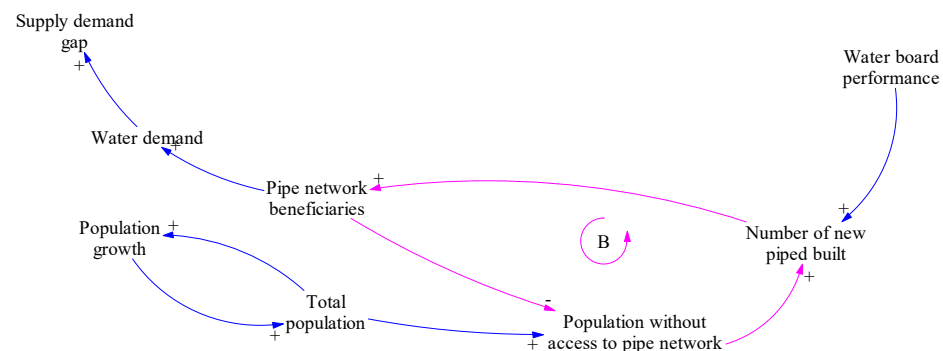 Supply demand
gap
+
Water board
performance
Water demand
+
+
Pipe network
beneficiaries
+
Population
growth
+
B
Number of new
piped built
+
Total
population
+
-
Population without
access to pipe network
+